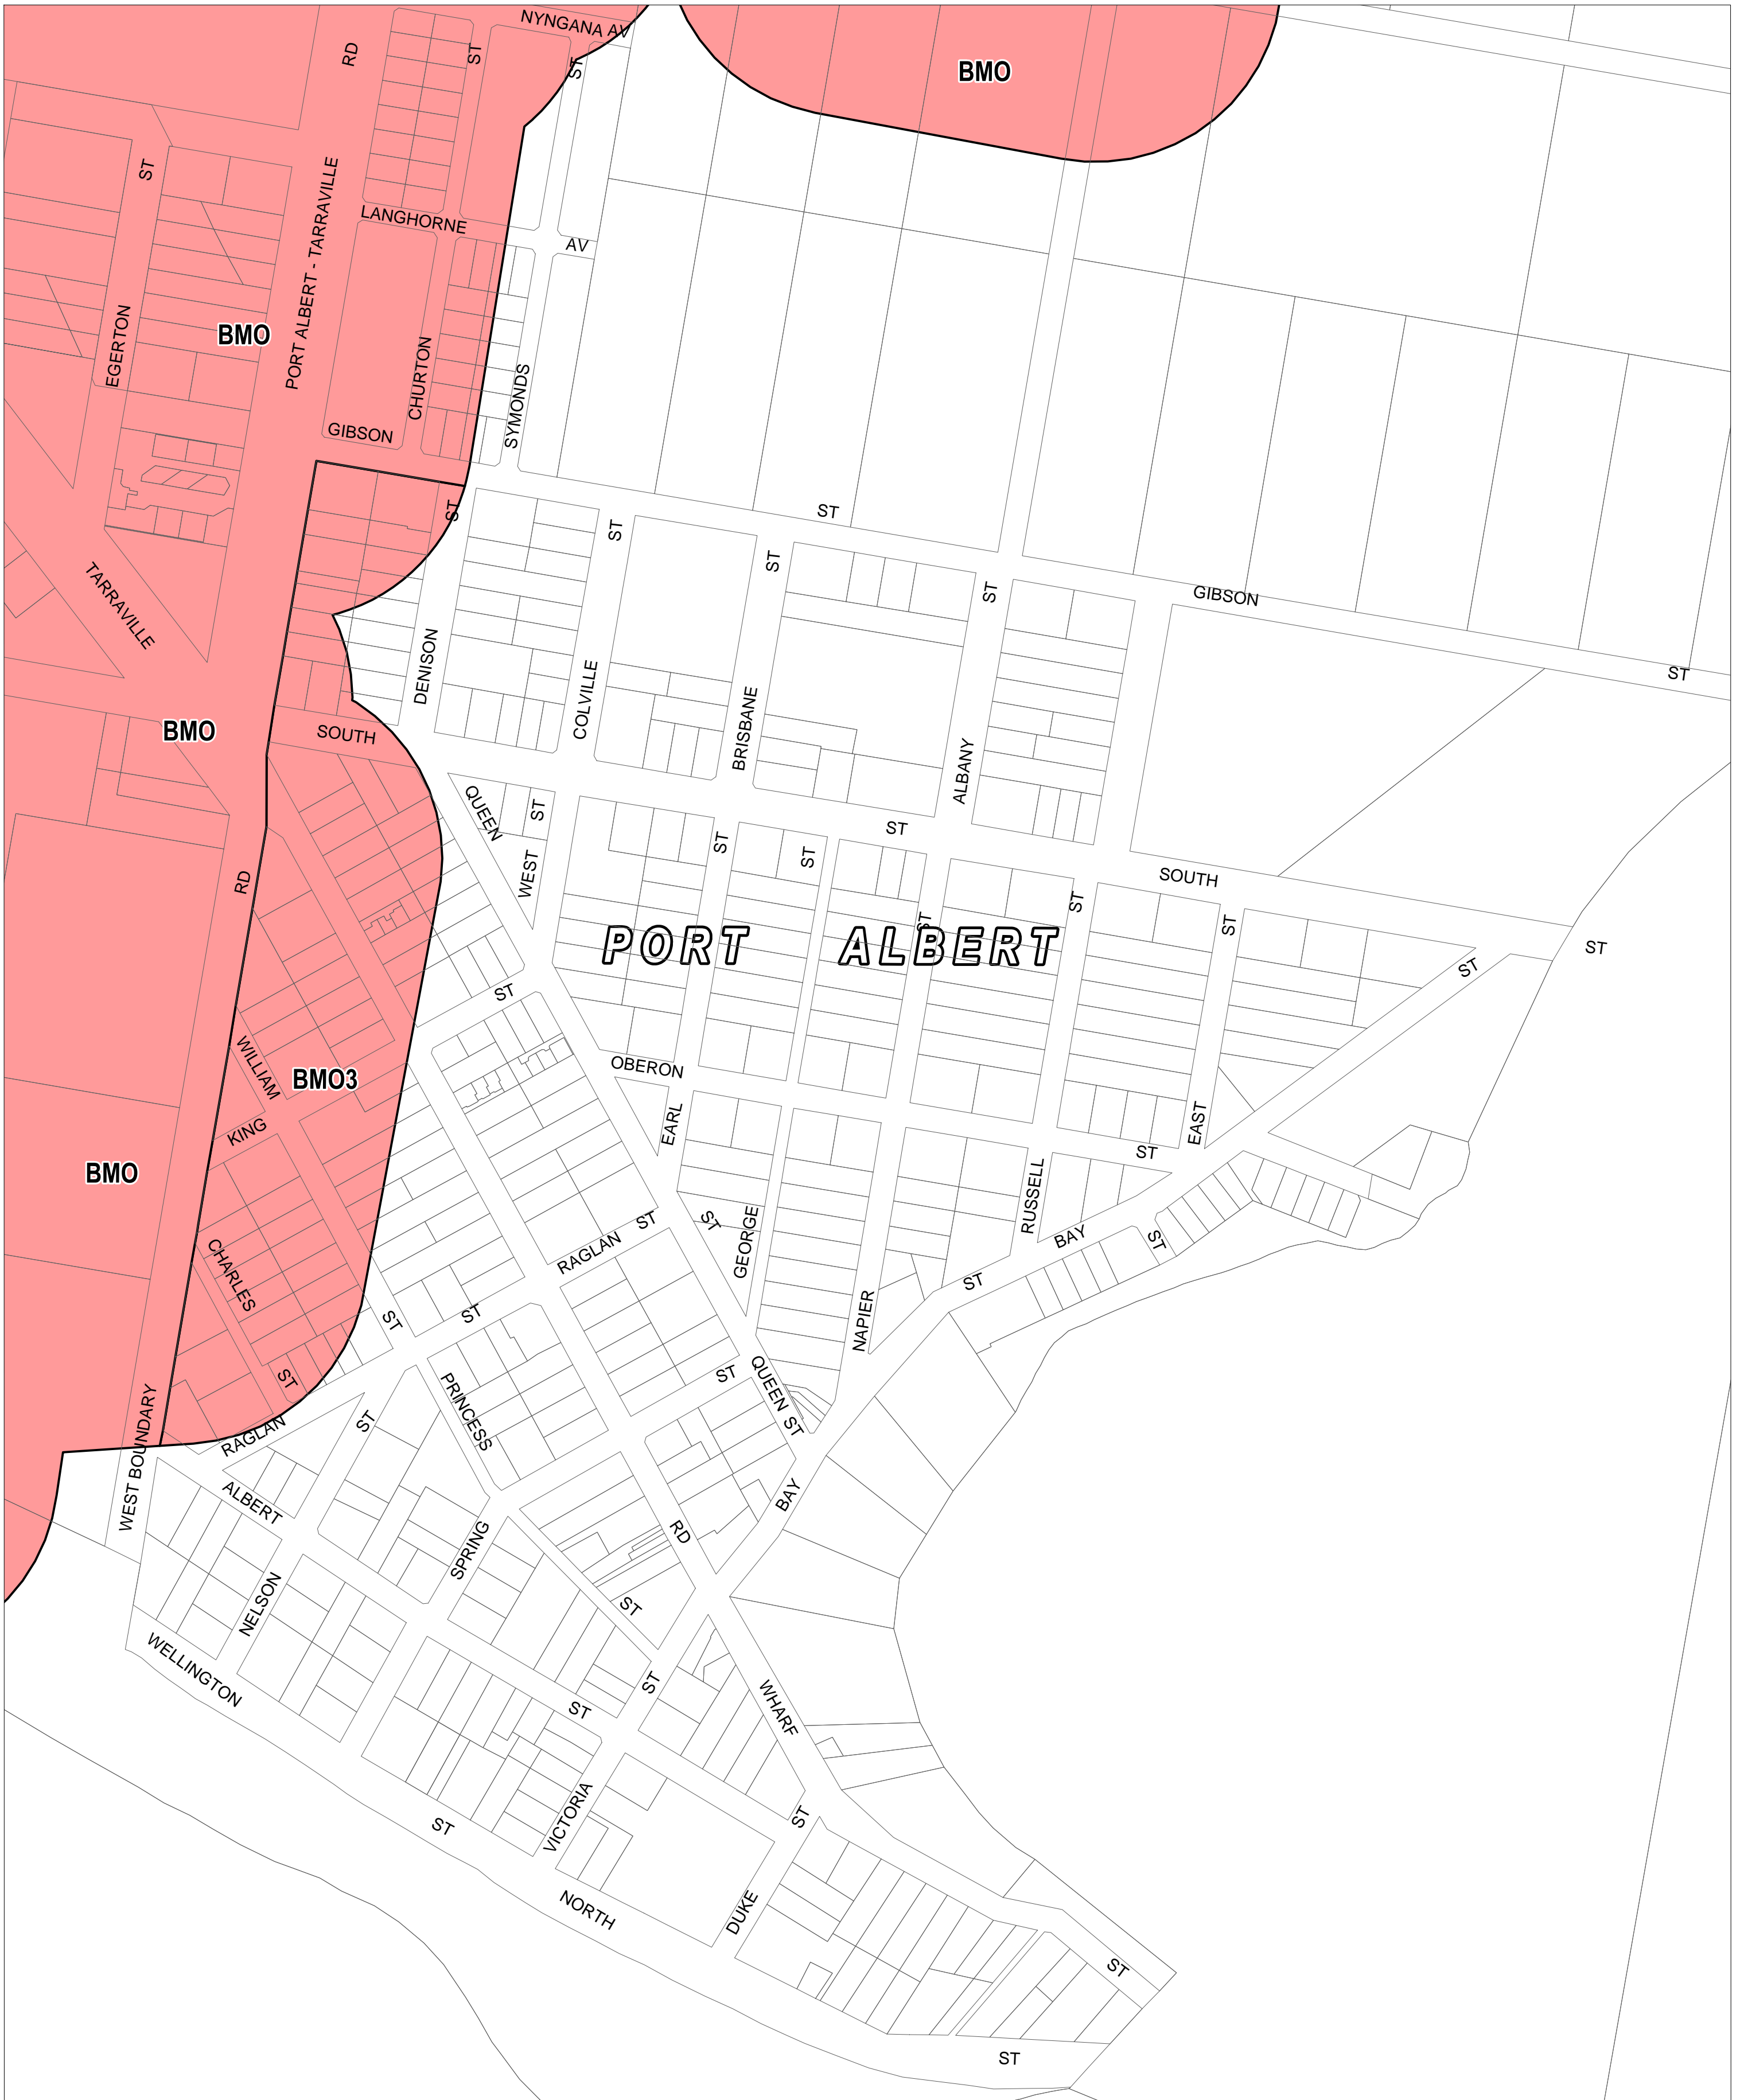 NYNGANA AV
RD
ST
ST
BMO
ST
PORT ALBERT - TARRAVILLE
LANGHORNE
AV
EGERTON
BMO
CHURTON
SYMONDS
GIBSON
ST
ST
ST
ST
ST
GIBSON
TARRAVILLE
DENISON
COLVILLE
BRISBANE
ALBANY
ST
BMO
SOUTH
QUEEN
ST
WEST
ST
ST
ST
RD
SOUTH
ST
ST
ST
PORT ALBERT
ST
ST
ST
WILLIAM
BMO3
OBERON
KING
EARL
EAST
ST
BMO
RUSSELL
CHARLES
ST
RAGLAN
ST
GEORGE
BAY
ST
ST
NAPIER
ST
ST
ST
WEST BOUNDARY
PRINCESS
ST
QUEEN ST
RAGLAN
ST
ALBERT
BAY
SPRING
RD
NELSON
ST
WELLINGTON
ST
ST
WHARF
VICTORIA
ST
ST
NORTH
DUKE
ST
ST